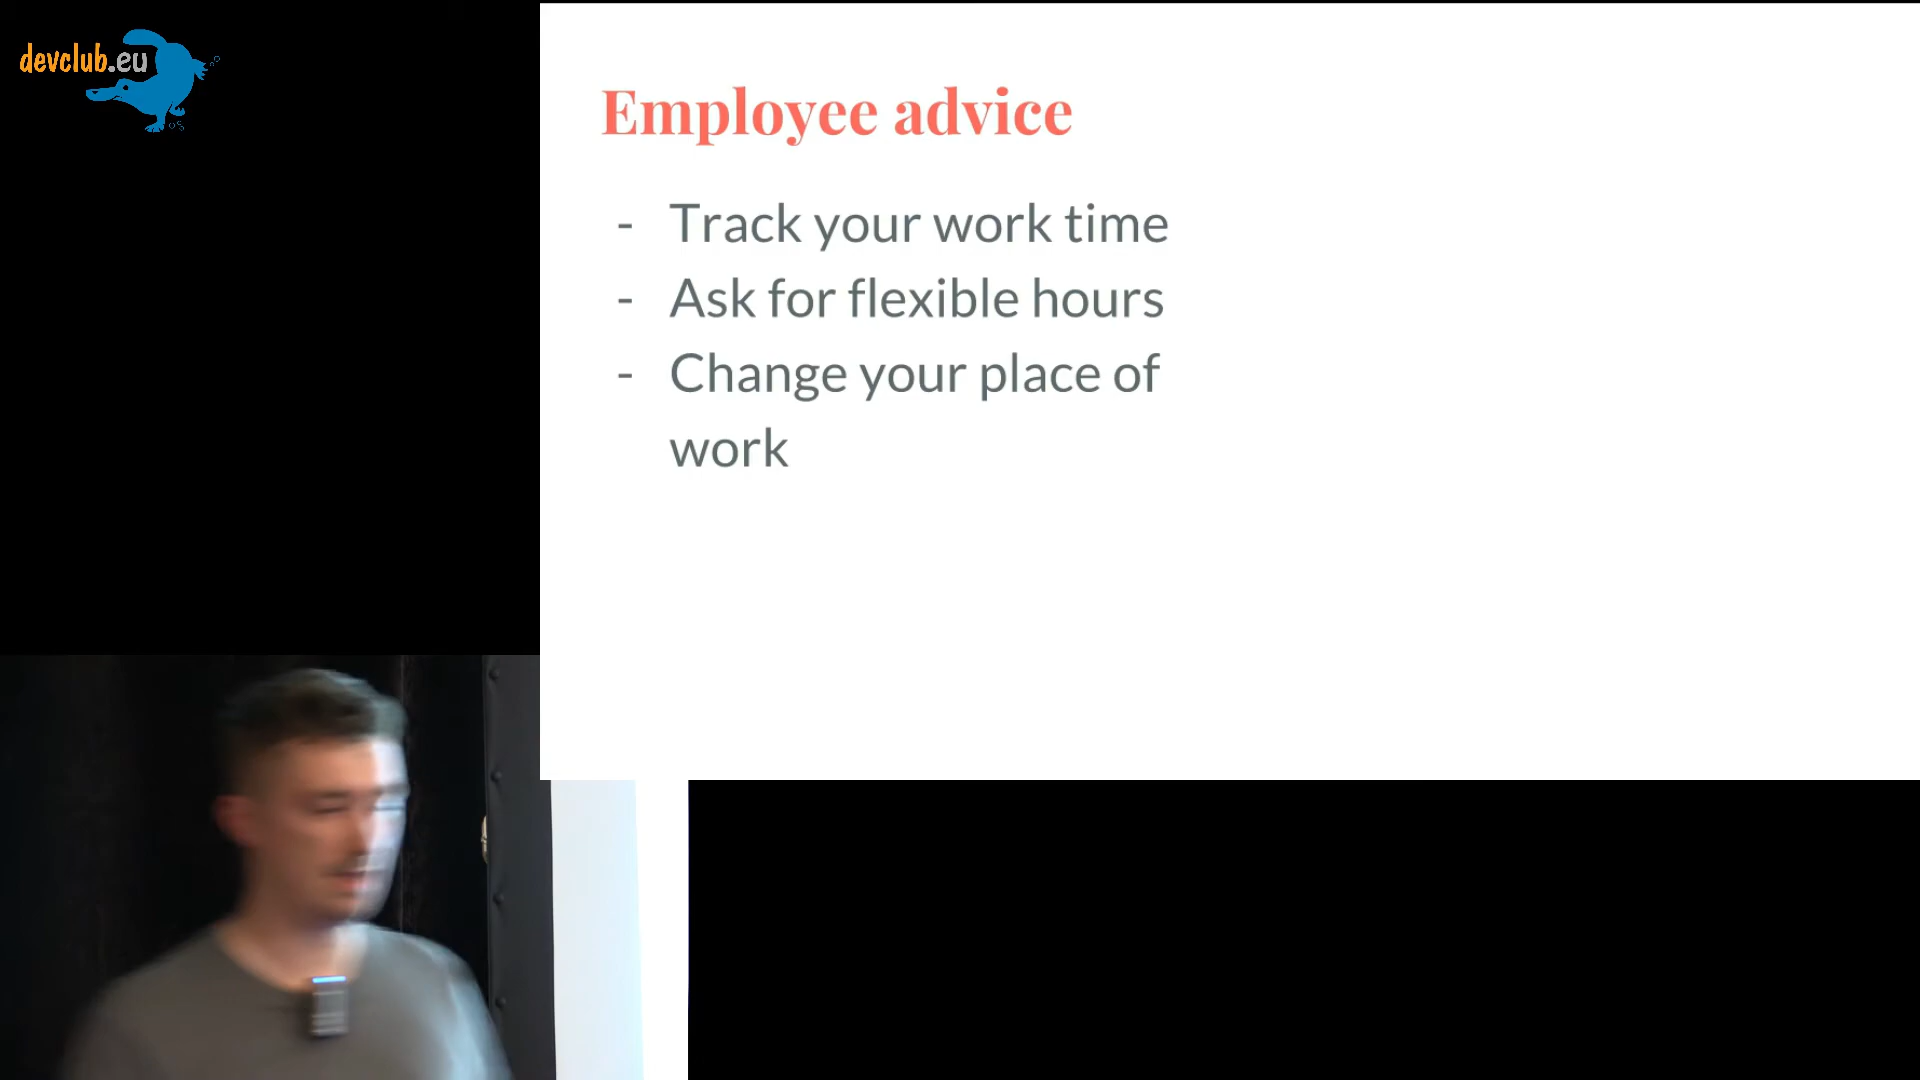 devclub.eu
Employee advice
- Track your work time
- Ask for flexible hours
- Change your place of
work